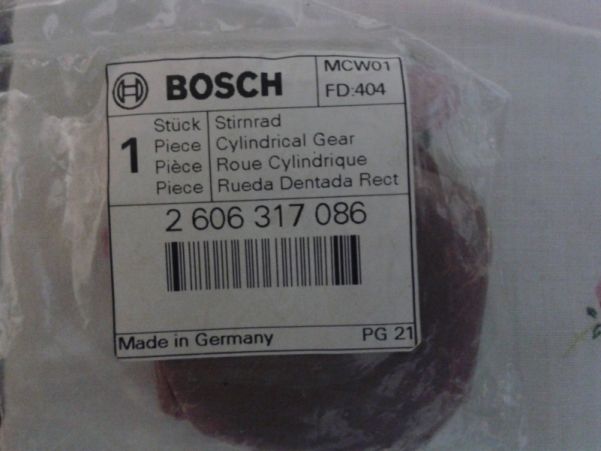 BOSCH
MCW01
FD:404
1
Stück Stirnrad
Piece Cylindrical Gear
Pièce Roue Cylindrique
Piece Rueda Dentada Rect
2 606 317 086
Made in Germany PG 21